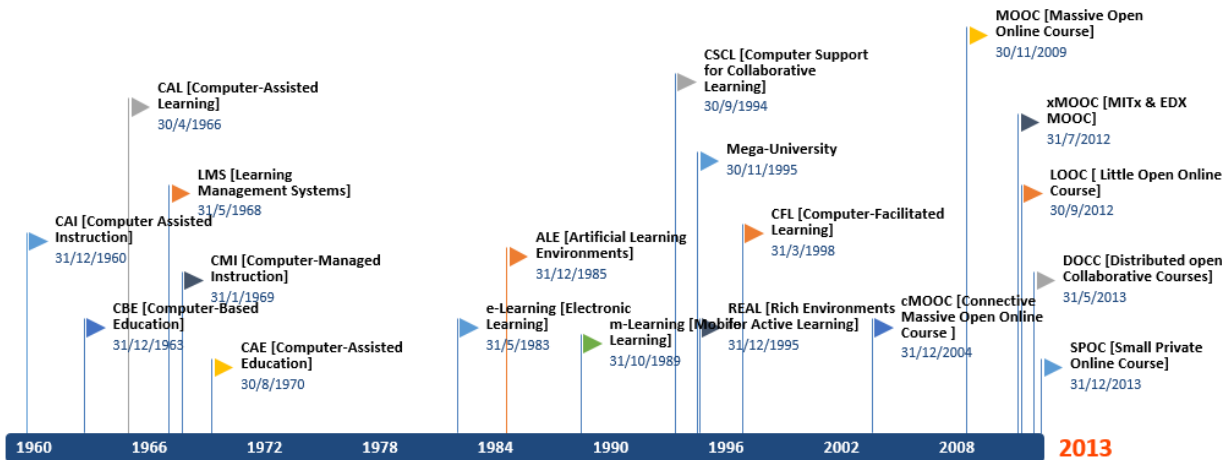 MOOC [Massive Open
Online Course]
30/11/2009
CSCL [Computer Support
for Collaborative
Learning]
30/9/1994
CAL [Computer-Assisted
Learning]
30/4/1966
xMOOC [MITx & EDX
MOOC]
31/7/2012
Mega-University
30/11/1995
LMS [Learning
Management Systems]
31/5/1968
LOOC [ Little Open Online
Course]
30/9/2012
CAI [Computer Assisted
Instruction]
31/12/1960
CFL [Computer-Facilitated
Learning]
31/3/1998
ALE [Artificial Learning
Environments]
31/12/1985
CMI [Computer-Managed
Instruction]
31/1/1969
DOCC [Distributed open
Collaborative Courses]
31/5/2013
CBE [Computer-Based
Education]
31/12/1963
e-Learning [Electronic
Learning]
31/5/1983
m-Learning [Mobile
Learning]
31/10/1989
REAL [Rich Environments
for Active Learning]
31/12/1995
cMOOC [Connective
Massive Open Online
Course ]
31/12/2004
CAE [Computer-Assisted
Education]
30/8/1970
SPOC [Small Private
Online Course]
31/12/2013
1960 1966 1972 1978 1984 1990 1996 2002 2008 2013